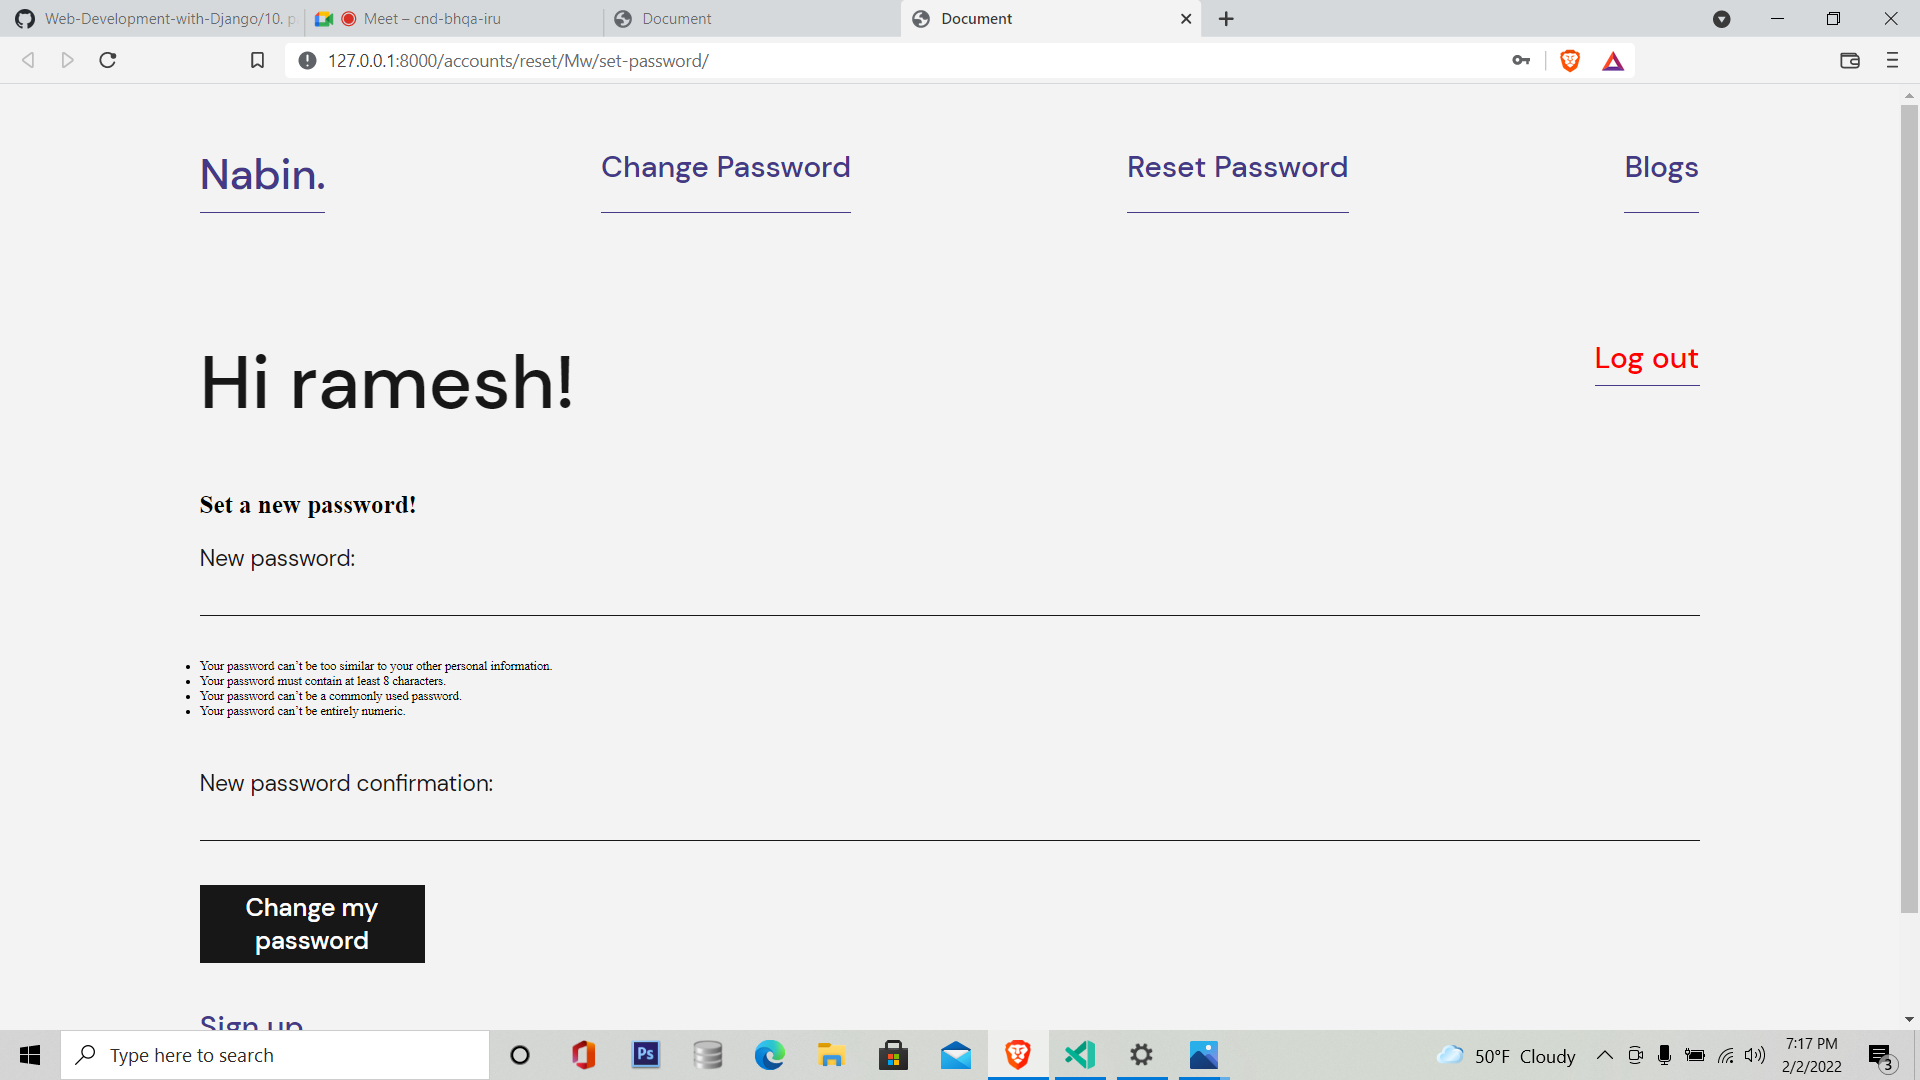 Web-Development-with-Django/10. p
Meet – cnd-bhqa-iru
Document
Document
127.0.0.1:8000/accounts/reset/Mw/set-password/
Nabin.
Change Password
Reset Password
Blogs
Hi ramesh!
Log out
Set a new password!
New password:
Your password can’t be too similar to your other personal information.
Your password must contain at least 8 characters.
Your password can’t be a commonly used password.
Your password can’t be entirely numeric.
New password confirmation:
Change my
password
Sign up
Type here to search
Ps
50°F Cloudy
7:17 PM
2/2/2022
3